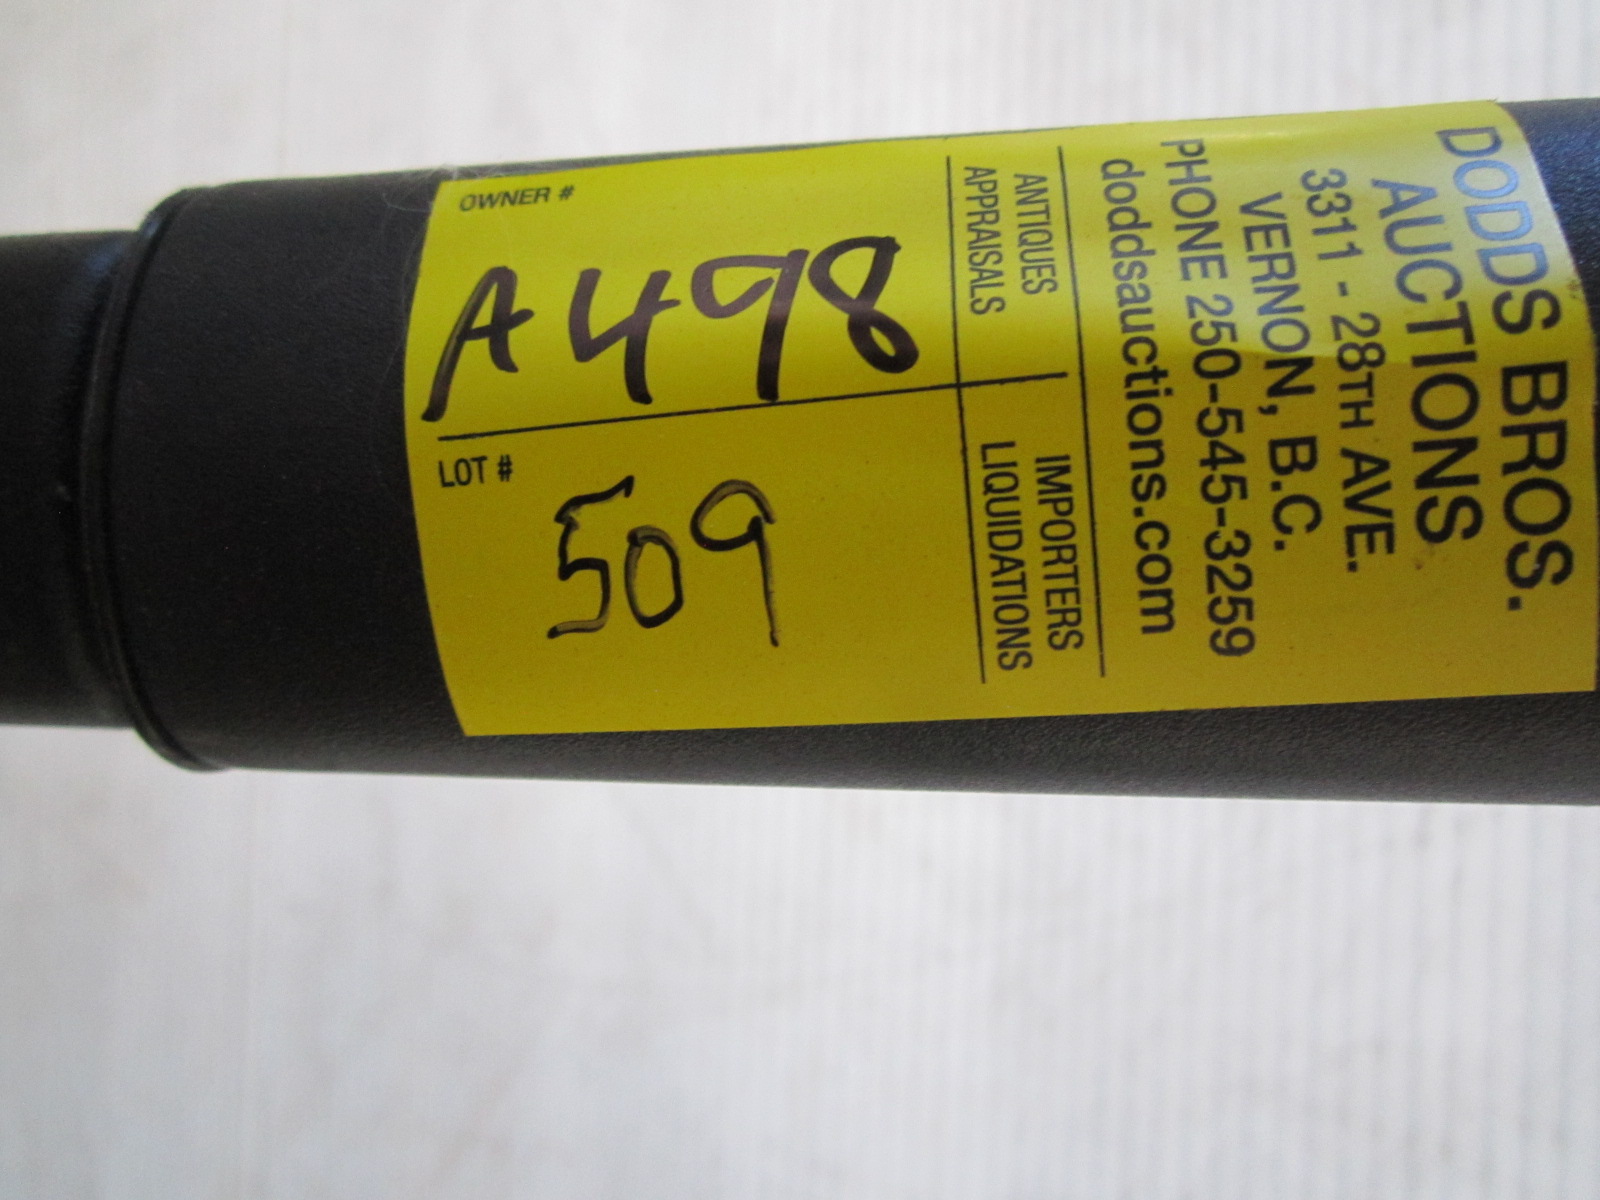 DODDS BROS.
AUCTIONS
3311 - 28TH AVE.
VERNON, B.C.
PHONE 250-545-3259
doddsauctions.com
ANTIQUES
APPRAISALS
IMPORTERS
LIQUIDATIONS
OWNER #
A498
LOT #
509